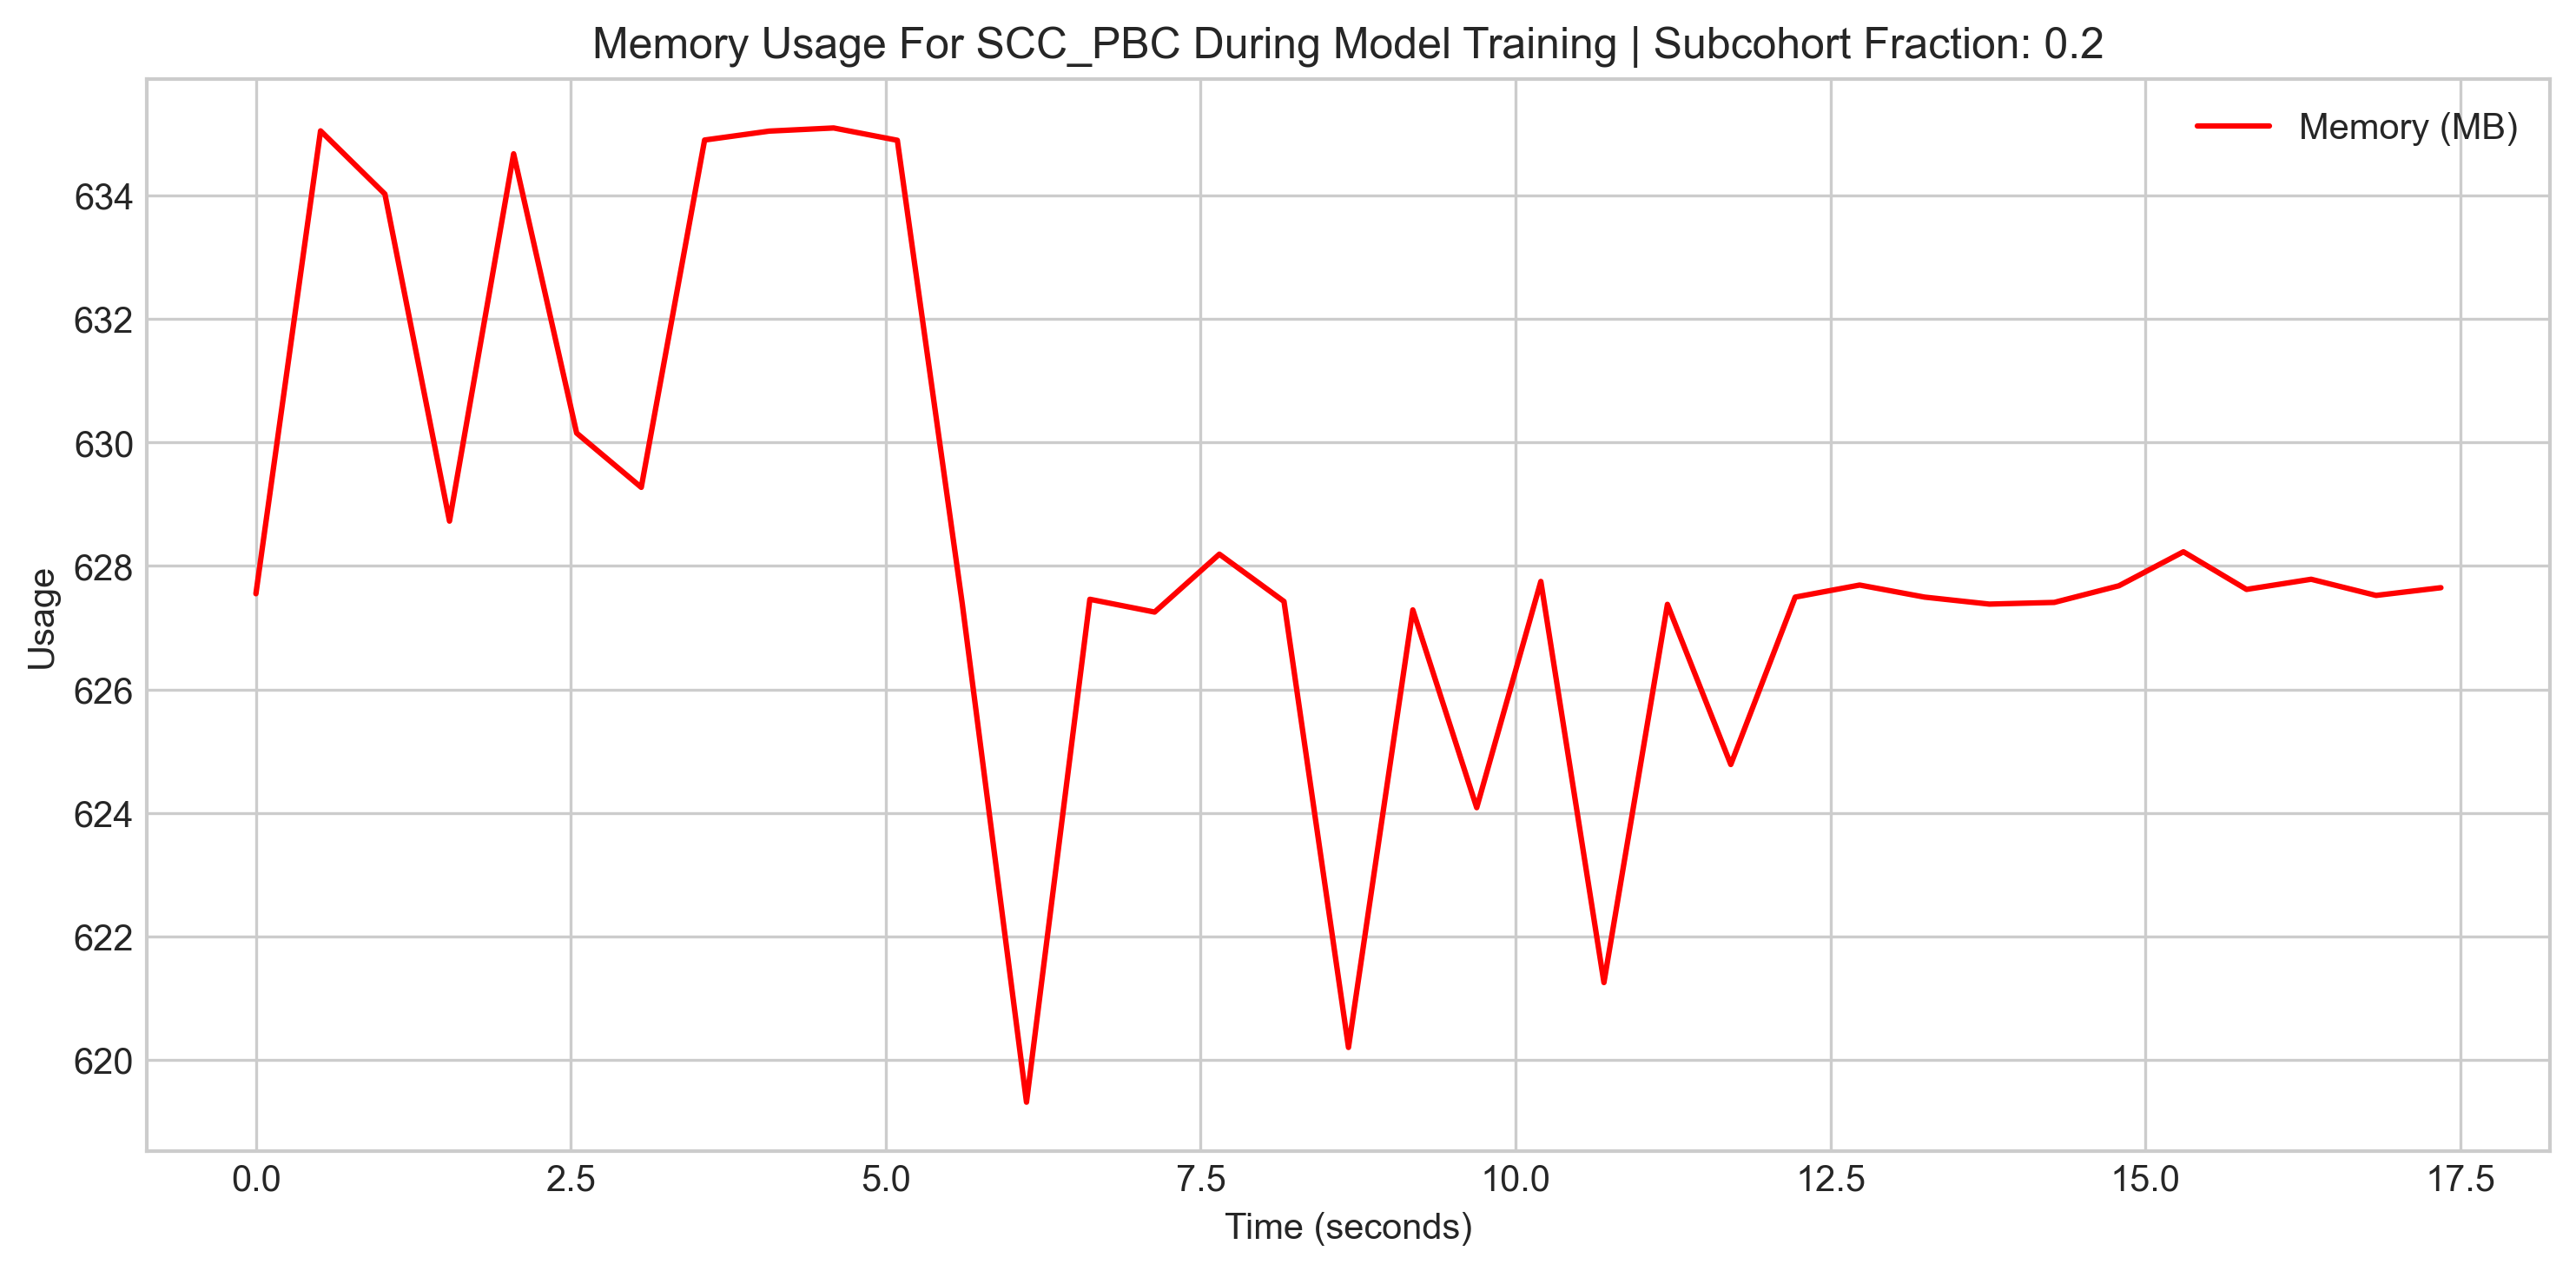 Memory Usage For SCC_PBC During Model Training | Subcohort Fraction: 0.2
Memory (MB)
634
632
630
628
626
624
622
620
Usage
0.0 2.5 5.0 7.5 10.0 12.5 15.0 17.5
Time (seconds)